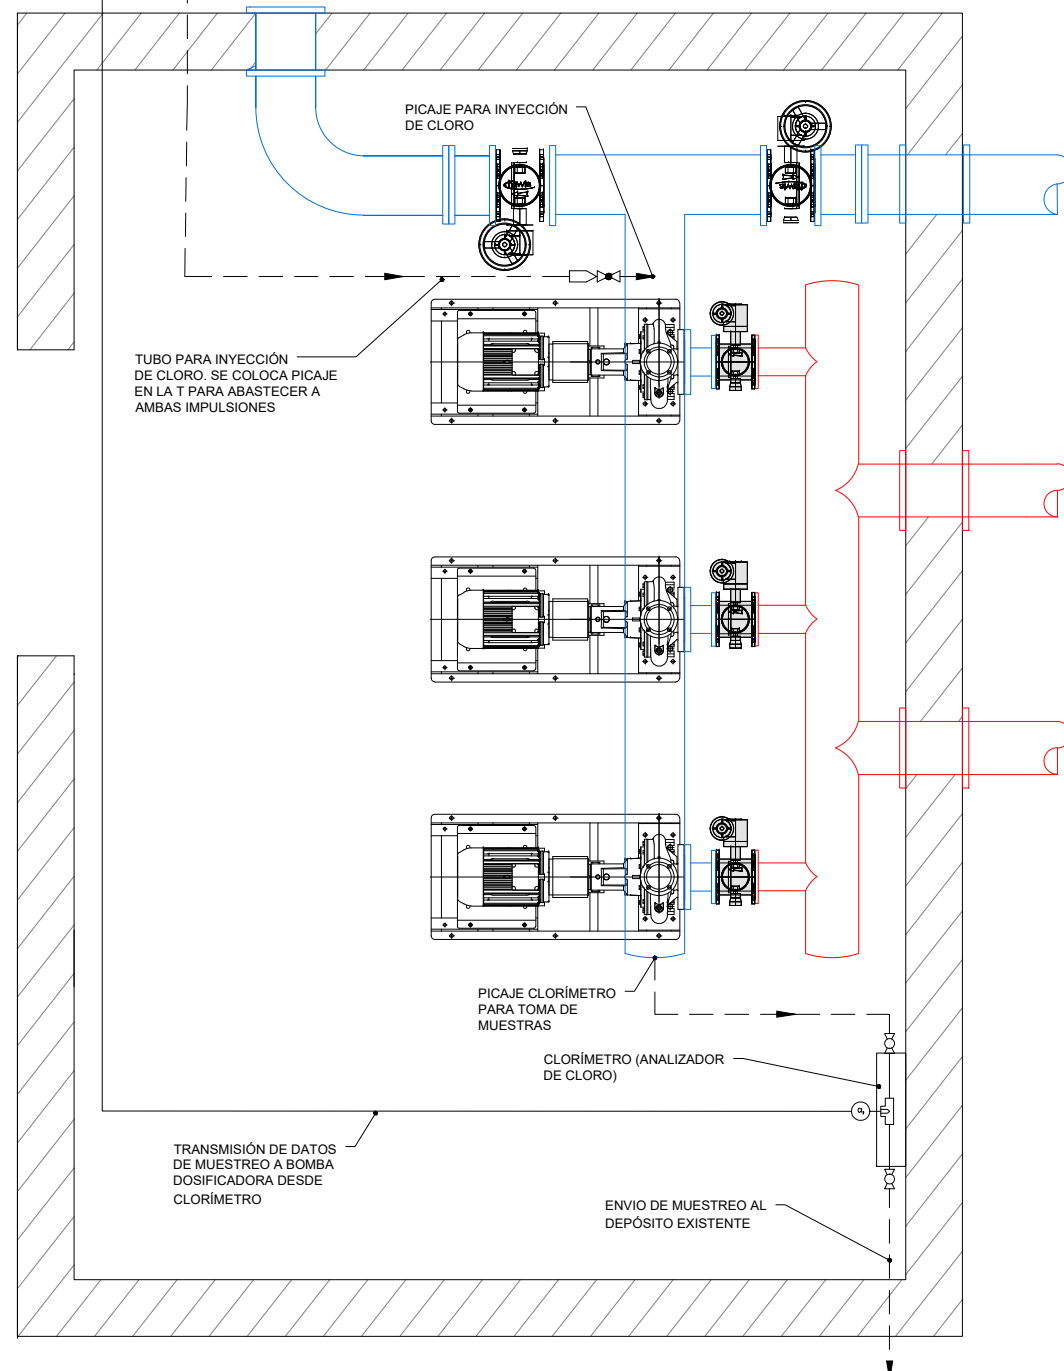 PICAJE PARA INYECCIÓN
DE CLORO
TUBO PARA INYECCIÓN
DE CLORO. SE COLOCA PICAJE
EN LA T PARA ABASTECER A
AMBAS IMPULSIONES
PICAJE CLORÍMETRO
PARA TOMA DE
MUESTRAS
CLORÍMETRO (ANALIZADOR
DE CLORO)
TRANSMISIÓN DE DATOS
DE MUESTREO A BOMBA
DOSIFICADORA DESDE
CLORÍMETRO
ENVIO DE MUESTREO AL
DEPÓSITO EXISTENTE